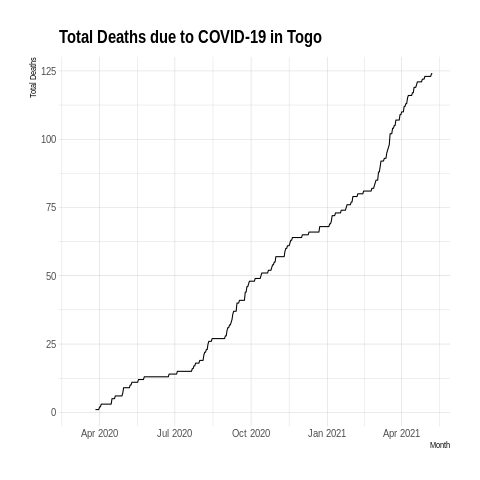 Total Deaths due to COVID-19 in Togo
Total Deaths
125
100
75
50
25
0
Apr 2020 Jul 2020 Oct 2020 Jan 2021 Apr 2021
Month